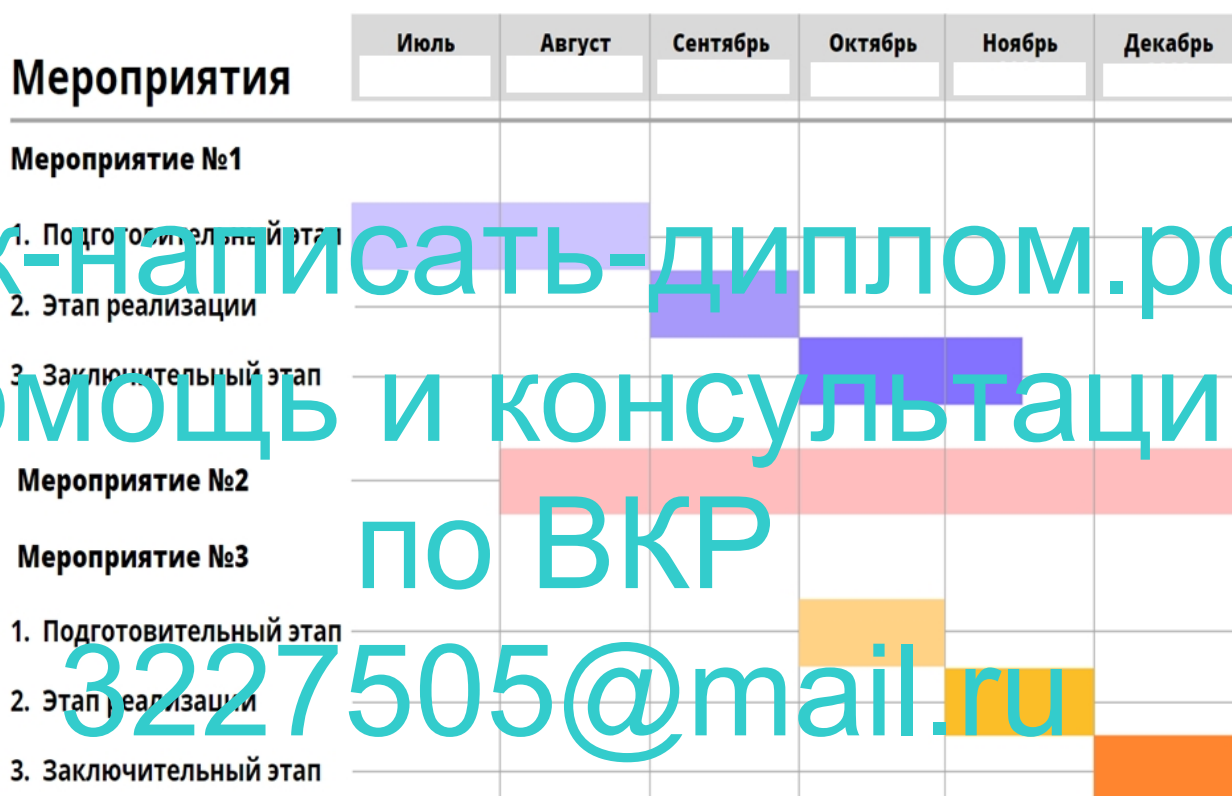 Июль Август Сентябрь Октябрь Ноябрь Декабрь
Мероприятия
Мероприятие №1
1. Подготовительный этап
к-написать-диплом.ро
2. Этап реализации
3. Заключительный этап
омощь и консультаци
Мероприятие №2
по ВКР
Мероприятие №3
1. Подготовительный этап
3227505@mail.ru
2. Этап реализации
3. Заключительный этап